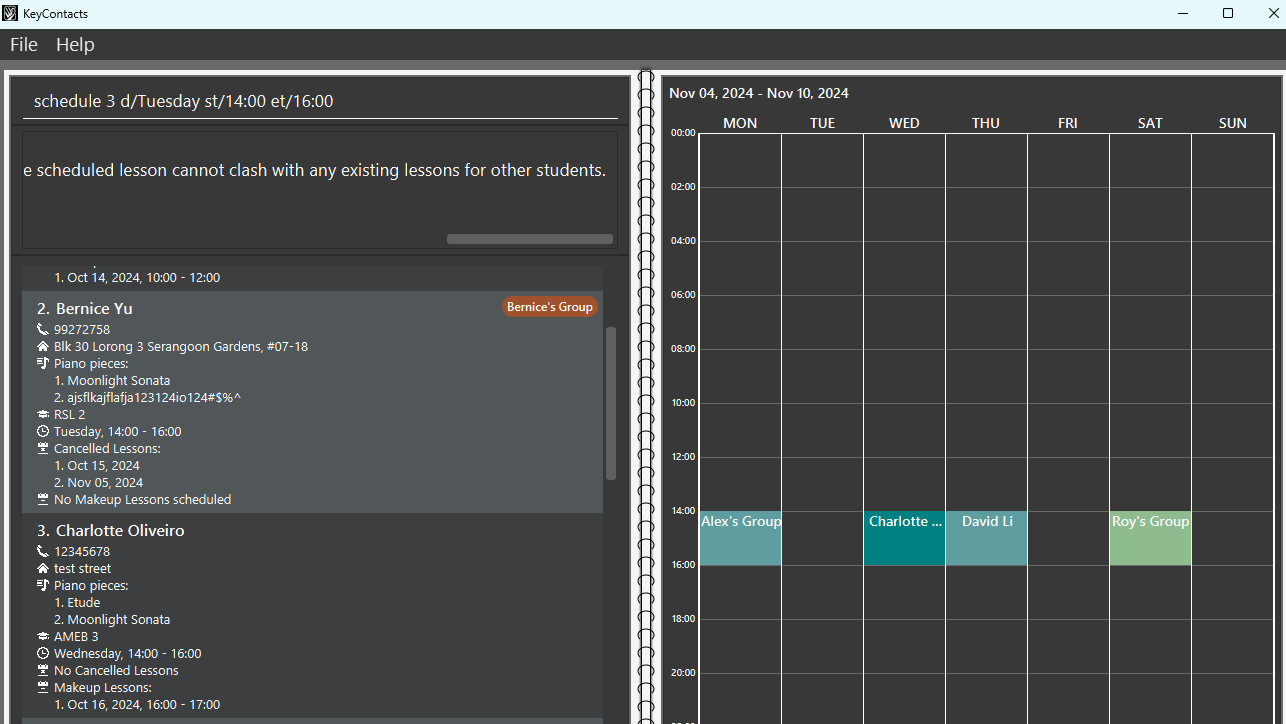 KeyContacts
File Help
schedule 3 d/Tuesday st/14:00 et/16:00
e scheduled lesson cannot clash with any existing lessons for other students.
1. Oct 14, 2024, 10:00 - 12:00
2. Bernice Yu
Bernice's Group
99272758
Blk 30 Lorong 3 Serangoon Gardens, #07-18
Piano pieces:
1. Moonlight Sonata
2. ajsflkajflafja123124io124#$%^
RSL 2
Tuesday, 14:00 - 16:00
Cancelled Lessons:
1. Oct 15, 2024
2. Nov 05, 2024
No Makeup Lessons scheduled
3. Charlotte Oliveiro
12345678
test street
Piano pieces:
1. Etude
2. Moonlight Sonata
AMEB 3
Wednesday, 14:00 - 16:00
No Cancelled Lessons
Makeup Lessons:
1. Oct 16, 2024, 16:00 - 17:00
Nov 04, 2024 - Nov 10, 2024
MON TUE WED THU FRI SAT SUN
00:00
02:00
04:00
06:00
08:00
10:00
12:00
14:00
Alex's Group Charlotte ... David Li Roy's Group
16:00
18:00
20:00